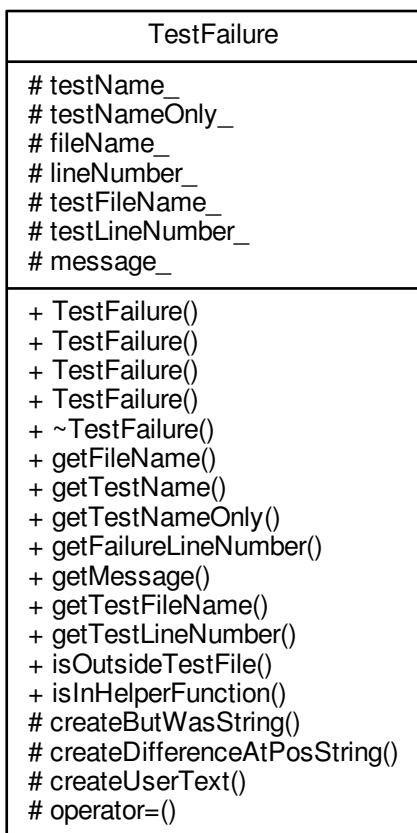 TestFailure
# testName_
# testNameOnly_
# fileName_
# lineNumber_
# testFileName_
# testLineNumber_
# message_
+ TestFailure()
+ TestFailure()
+ TestFailure()
+ TestFailure()
+ ~TestFailure()
+ getFileName()
+ getTestName()
+ getTestNameOnly()
+ getFailureLineNumber()
+ getMessage()
+ getTestFileName()
+ getTestLineNumber()
+ isOutsideTestFile()
+ isInHelperFunction()
# createButWasString()
# createDifferenceAtPosString()
# createUserText()
# operator=()